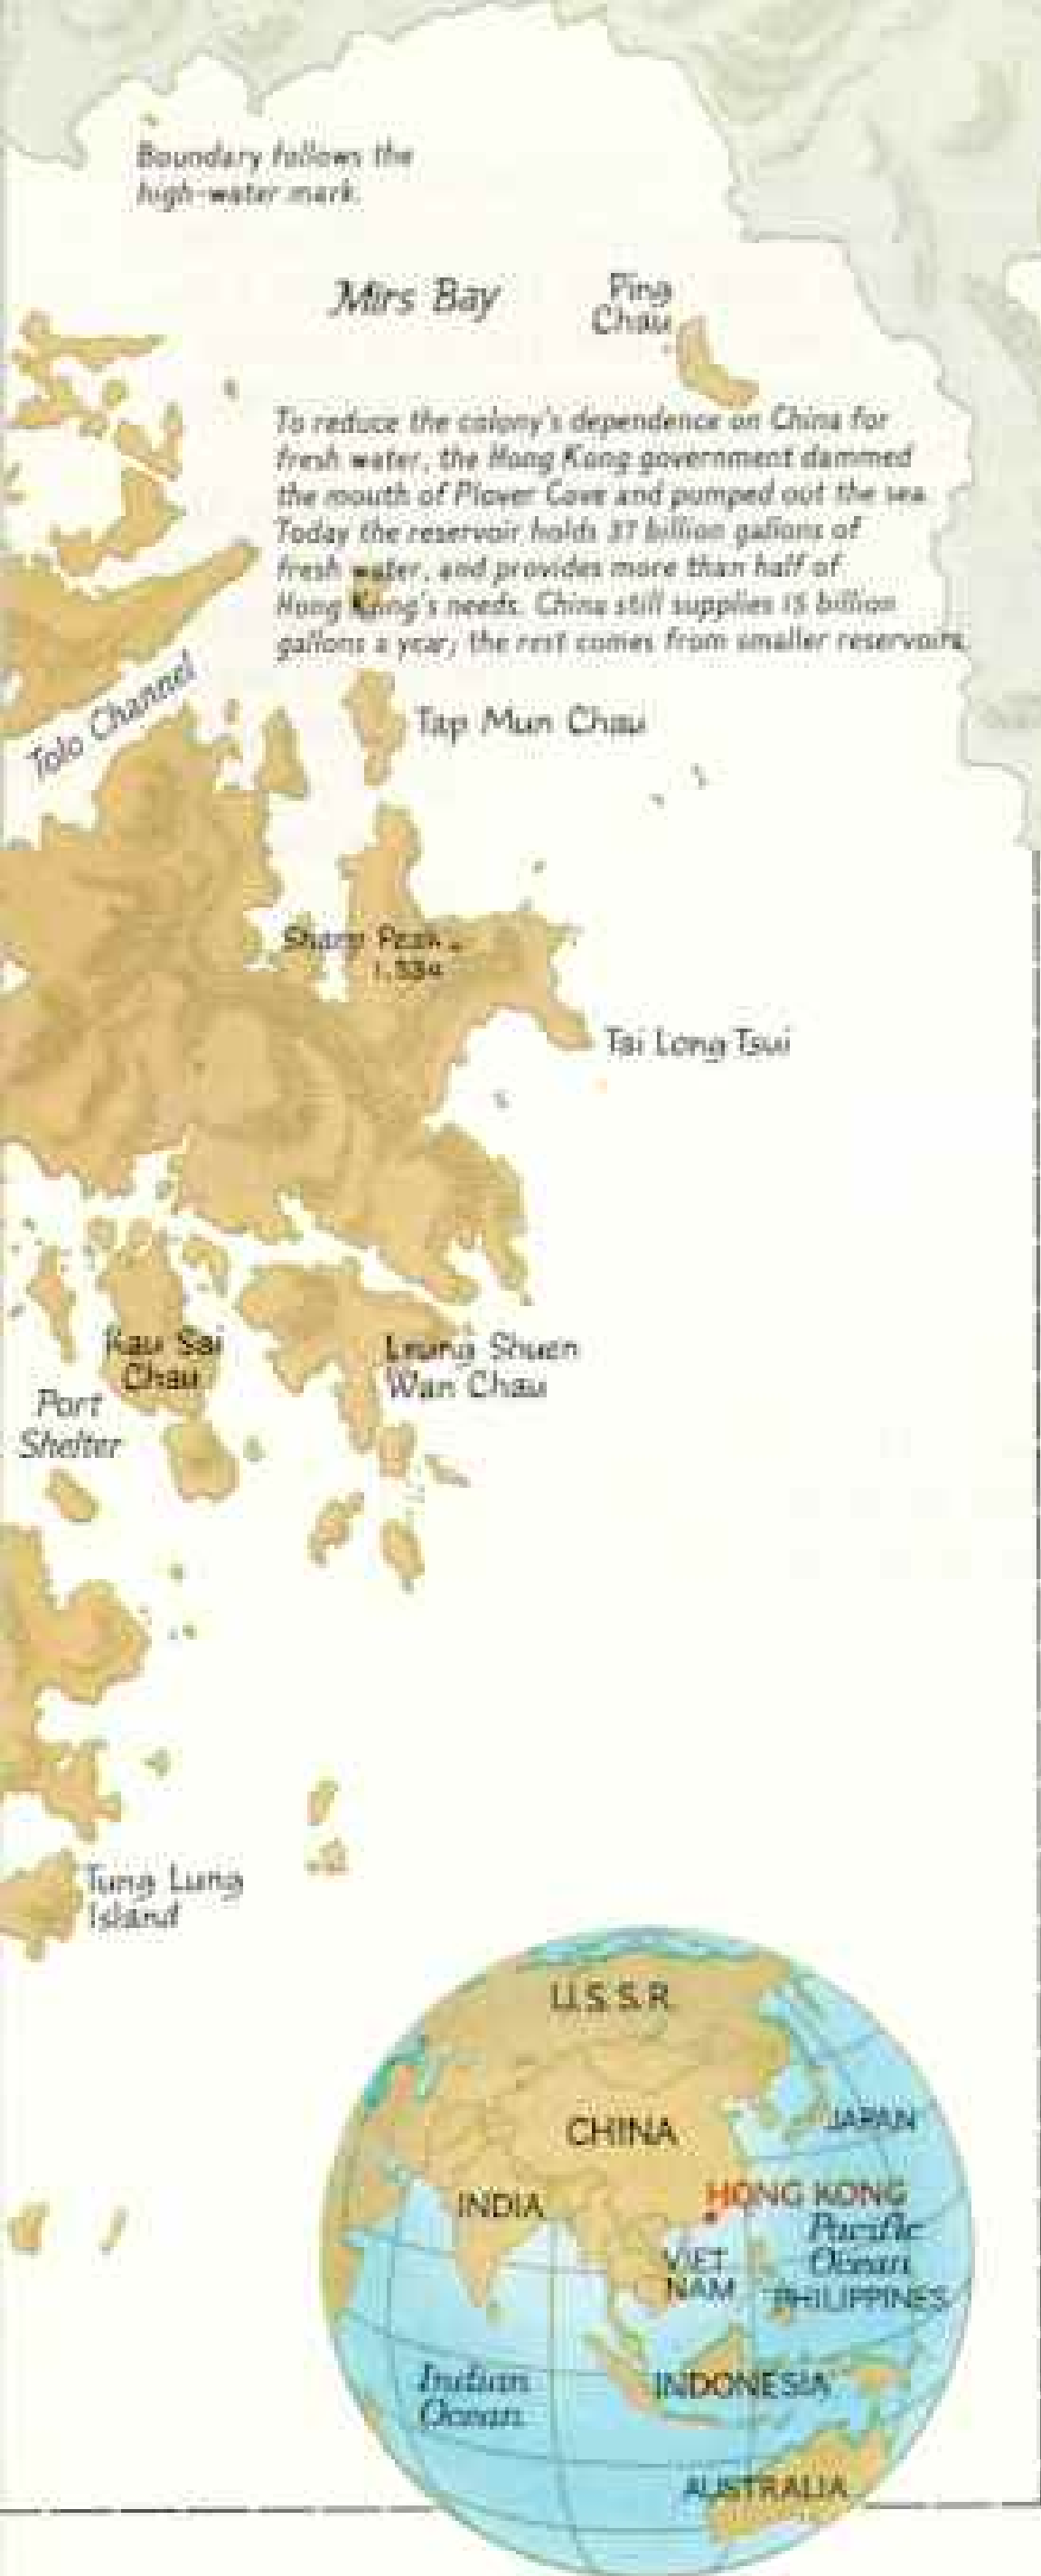 Boundary follows the
high-water mark.
Mirs Bay
Ping
Chau
To reduce the colony's dependence on China for
fresh water, the Hong Kong government dammed
the mouth of Plover Cove and pumped out the sea.
Today the reservoir holds 37 billion gallons of
fresh water, and provides more than half of
Hong Kong's needs. China still supplies 15 billion
gallons a year; the rest comes from smaller reservoirs.
Tolo Channel
Tap Mun Chau
Sharp Peak
Tai Long Tsui
Kau Sai
Chau
Leung Shuen
Wan Chau
Port
Shelter
Tung Lung
Island
U.S.S.R.
CHINA
JAPAN
INDIA
HONG KONG
Pacific
Ocean
VIET
NAM
PHILIPPINES
Indian
Ocean
INDONESIA
AUSTRALIA